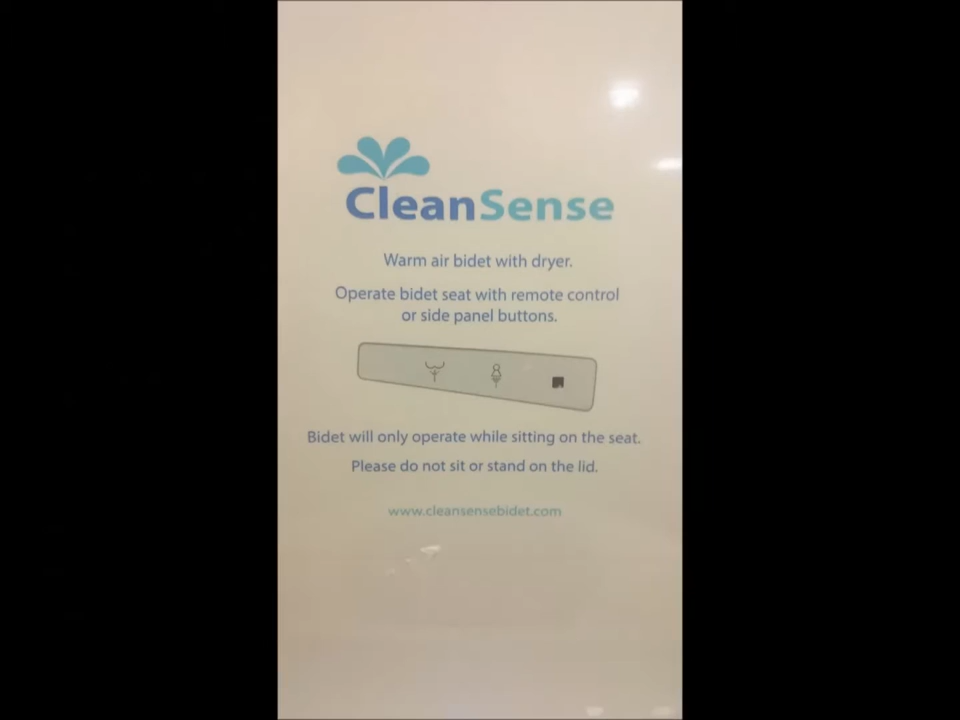 CleanSense
Warm air bidet with dryer.
Operate bidet seat with remote control
or side panel buttons.
Bidet will only operate while sitting on the seat.
Please do not sit or stand on the lid.
www.cleansensebidet.com